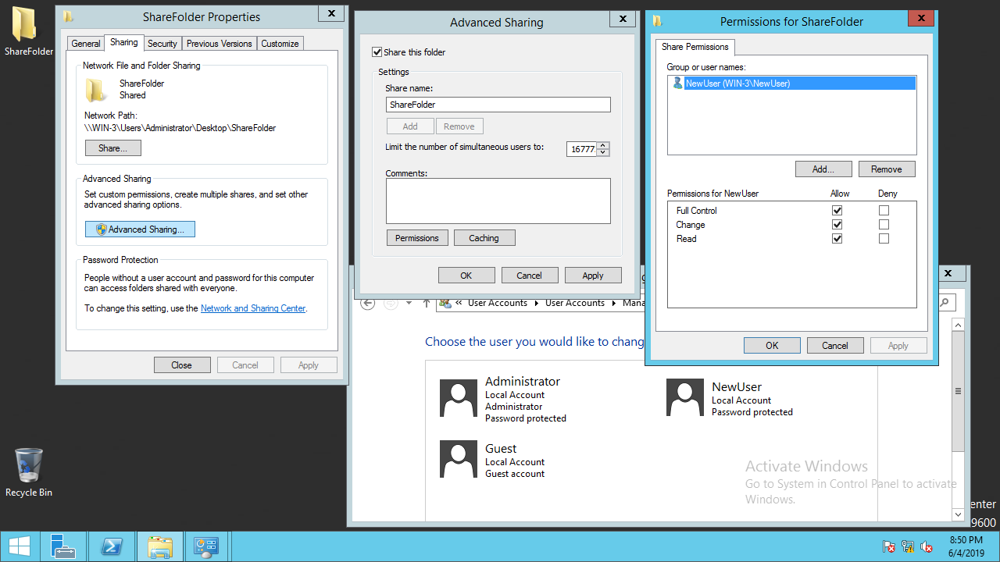 ShareFolder
ShareFolder Properties
General
Sharing
Security
Previous Versions
Customize
Network File and Folder Sharing
ShareFolder
Shared
Network Path:
\\WIN-3\Users\Administrator\Desktop\ShareFolder
Share...
Advanced Sharing
Set custom permissions, create multiple shares, and set other
advanced sharing options.
Advanced Sharing...
Password Protection
People without a user account and password for this computer
can access folders shared with everyone.
To change this setting, use the Network and Sharing Center.
Close
Cancel
Apply
Advanced Sharing
Share this folder
Settings
Share name:
ShareFolder
Add
Remove
Limit the number of simultaneous users to:
16777
Comments:
Permissions
Caching
OK
Cancel
Apply
Permissions for ShareFolder
Share Permissions
Group or user names:
NewUser (WIN-3\NewUser)
Add...
Remove
Permissions for NewUser
Allow
Deny
Full Control
Change
Read
OK
Cancel
Apply
« User Accounts
User Accounts
Mana
Choose the user you would like to chang
Administrator
Local Account
Administrator
Password protected
NewUser
Local Account
Password protected
Guest
Local Account
Guest account
Activate Windows
Go to System in Control Panel to activate
Windows.
Recycle Bin
enter
9600
8:50 PM
6/4/2019